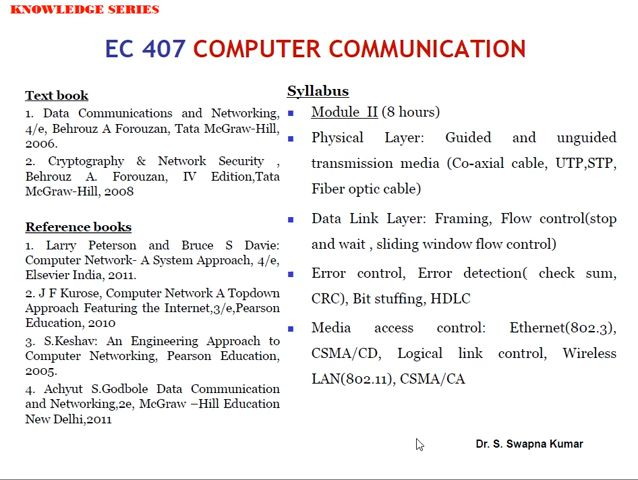 KNOWLEDGE SERIES
EC 407 COMPUTER COMMUNICATION
Text book
1. Data Communications and Networking,
4/e, Behrouz A Forouzan, Tata McGraw-Hill,
2006.
2. Cryptography & Network Security ,
Behrouz A. Forouzan, IV Edition,Tata
McGraw-Hill, 2008
Reference books
1. Larry Peterson and Bruce S Davie:
Computer Network- A System Approach, 4/e,
Elsevier India, 2011.
2. J F Kurose, Computer Network A Topdown
Approach Featuring the Internet,3/e,Pearson
Education, 2010
3. S.Keshav: An Engineering Approach to
Computer Networking, Pearson Education,
2005.
4. Achyut S.Godbole Data Communication
and Networking,2e, McGraw –Hill Education
New Delhi,2011
Syllabus
Module II (8 hours)
Physical Layer: Guided and unguided
transmission media (Co-axial cable, UTP,STP,
Fiber optic cable)
Data Link Layer: Framing, Flow control(stop
and wait , sliding window flow control)
Error control, Error detection( check sum,
CRC), Bit stuffing, HDLC
Media access control: Ethernet(802.3),
CSMA/CD, Logical link control, Wireless
LAN(802.11), CSMA/CA
Dr. S. Swapna Kumar